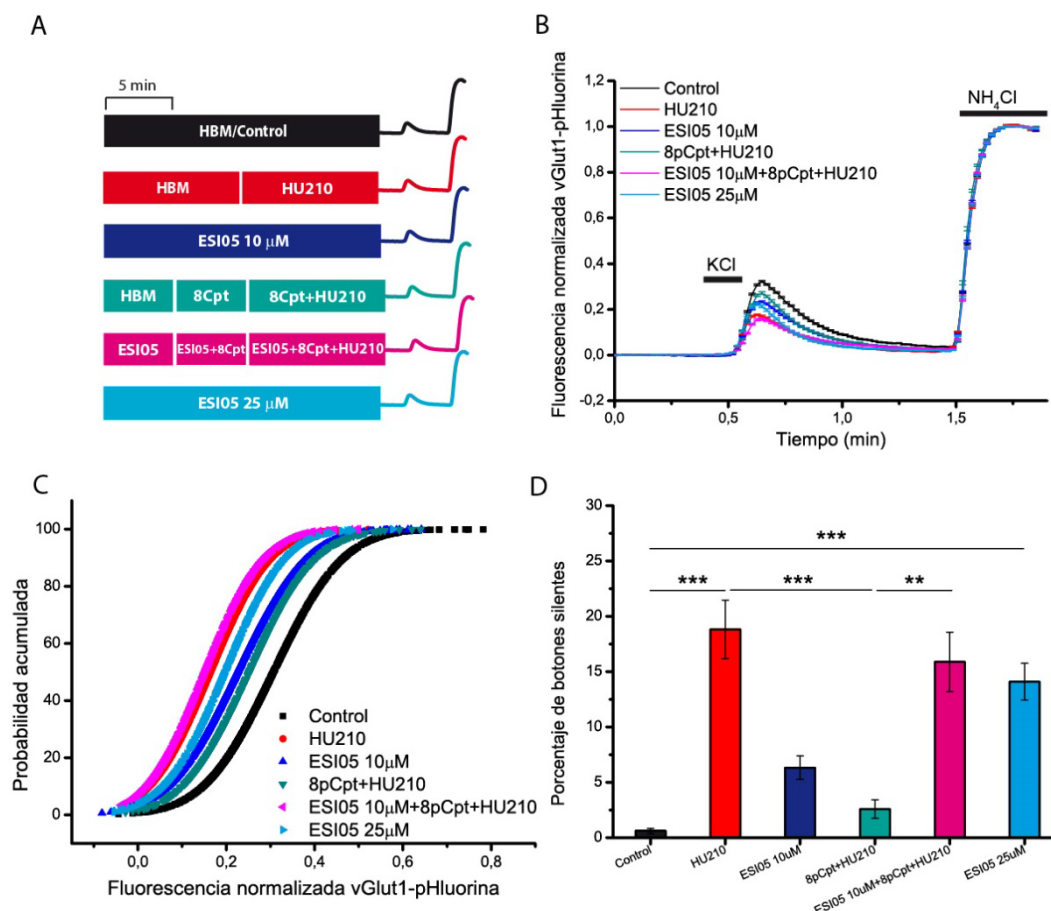 A
5 min
HBM/Control
HBM
HU210
ESI05 10 μM
HBM
8Cpt
8Cpt+HU210
ESI05
ESI05+8Cpt
ESI05+8Cpt+HU210
ESI05 25 μM
B
Fluorescencia normalizada vGlut1-pHluorina
1,2
1,0
0,8
0,6
0,4
0,2
0,0
-0,2
Control
HU210
ESI05 10μM
8pCpt+HU210
ESI05 10μM+8pCpt+HU210
ESI05 25μM
KCl
NH₄Cl
0,0
0,5
1,0
1,5
Tiempo (min)
C
Probabilidad acumulada
100
80
60
40
20
0
Control
HU210
ESI05 10μM
8pCpt+HU210
ESI05 10μM+8pCpt+HU210
ESI05 25μM
0,0
0,2
0,4
0,6
0,8
Fluorescencia normalizada vGlut1-pHluorina
D
Porcentaje de botones silentes
30
25
20
15
10
5
0
***
***
***
**
Control
HU210
ESI05 10uM
8pCpt+HU210
ESI05 10uM+8pCpt+HU210
ESI05 25uM